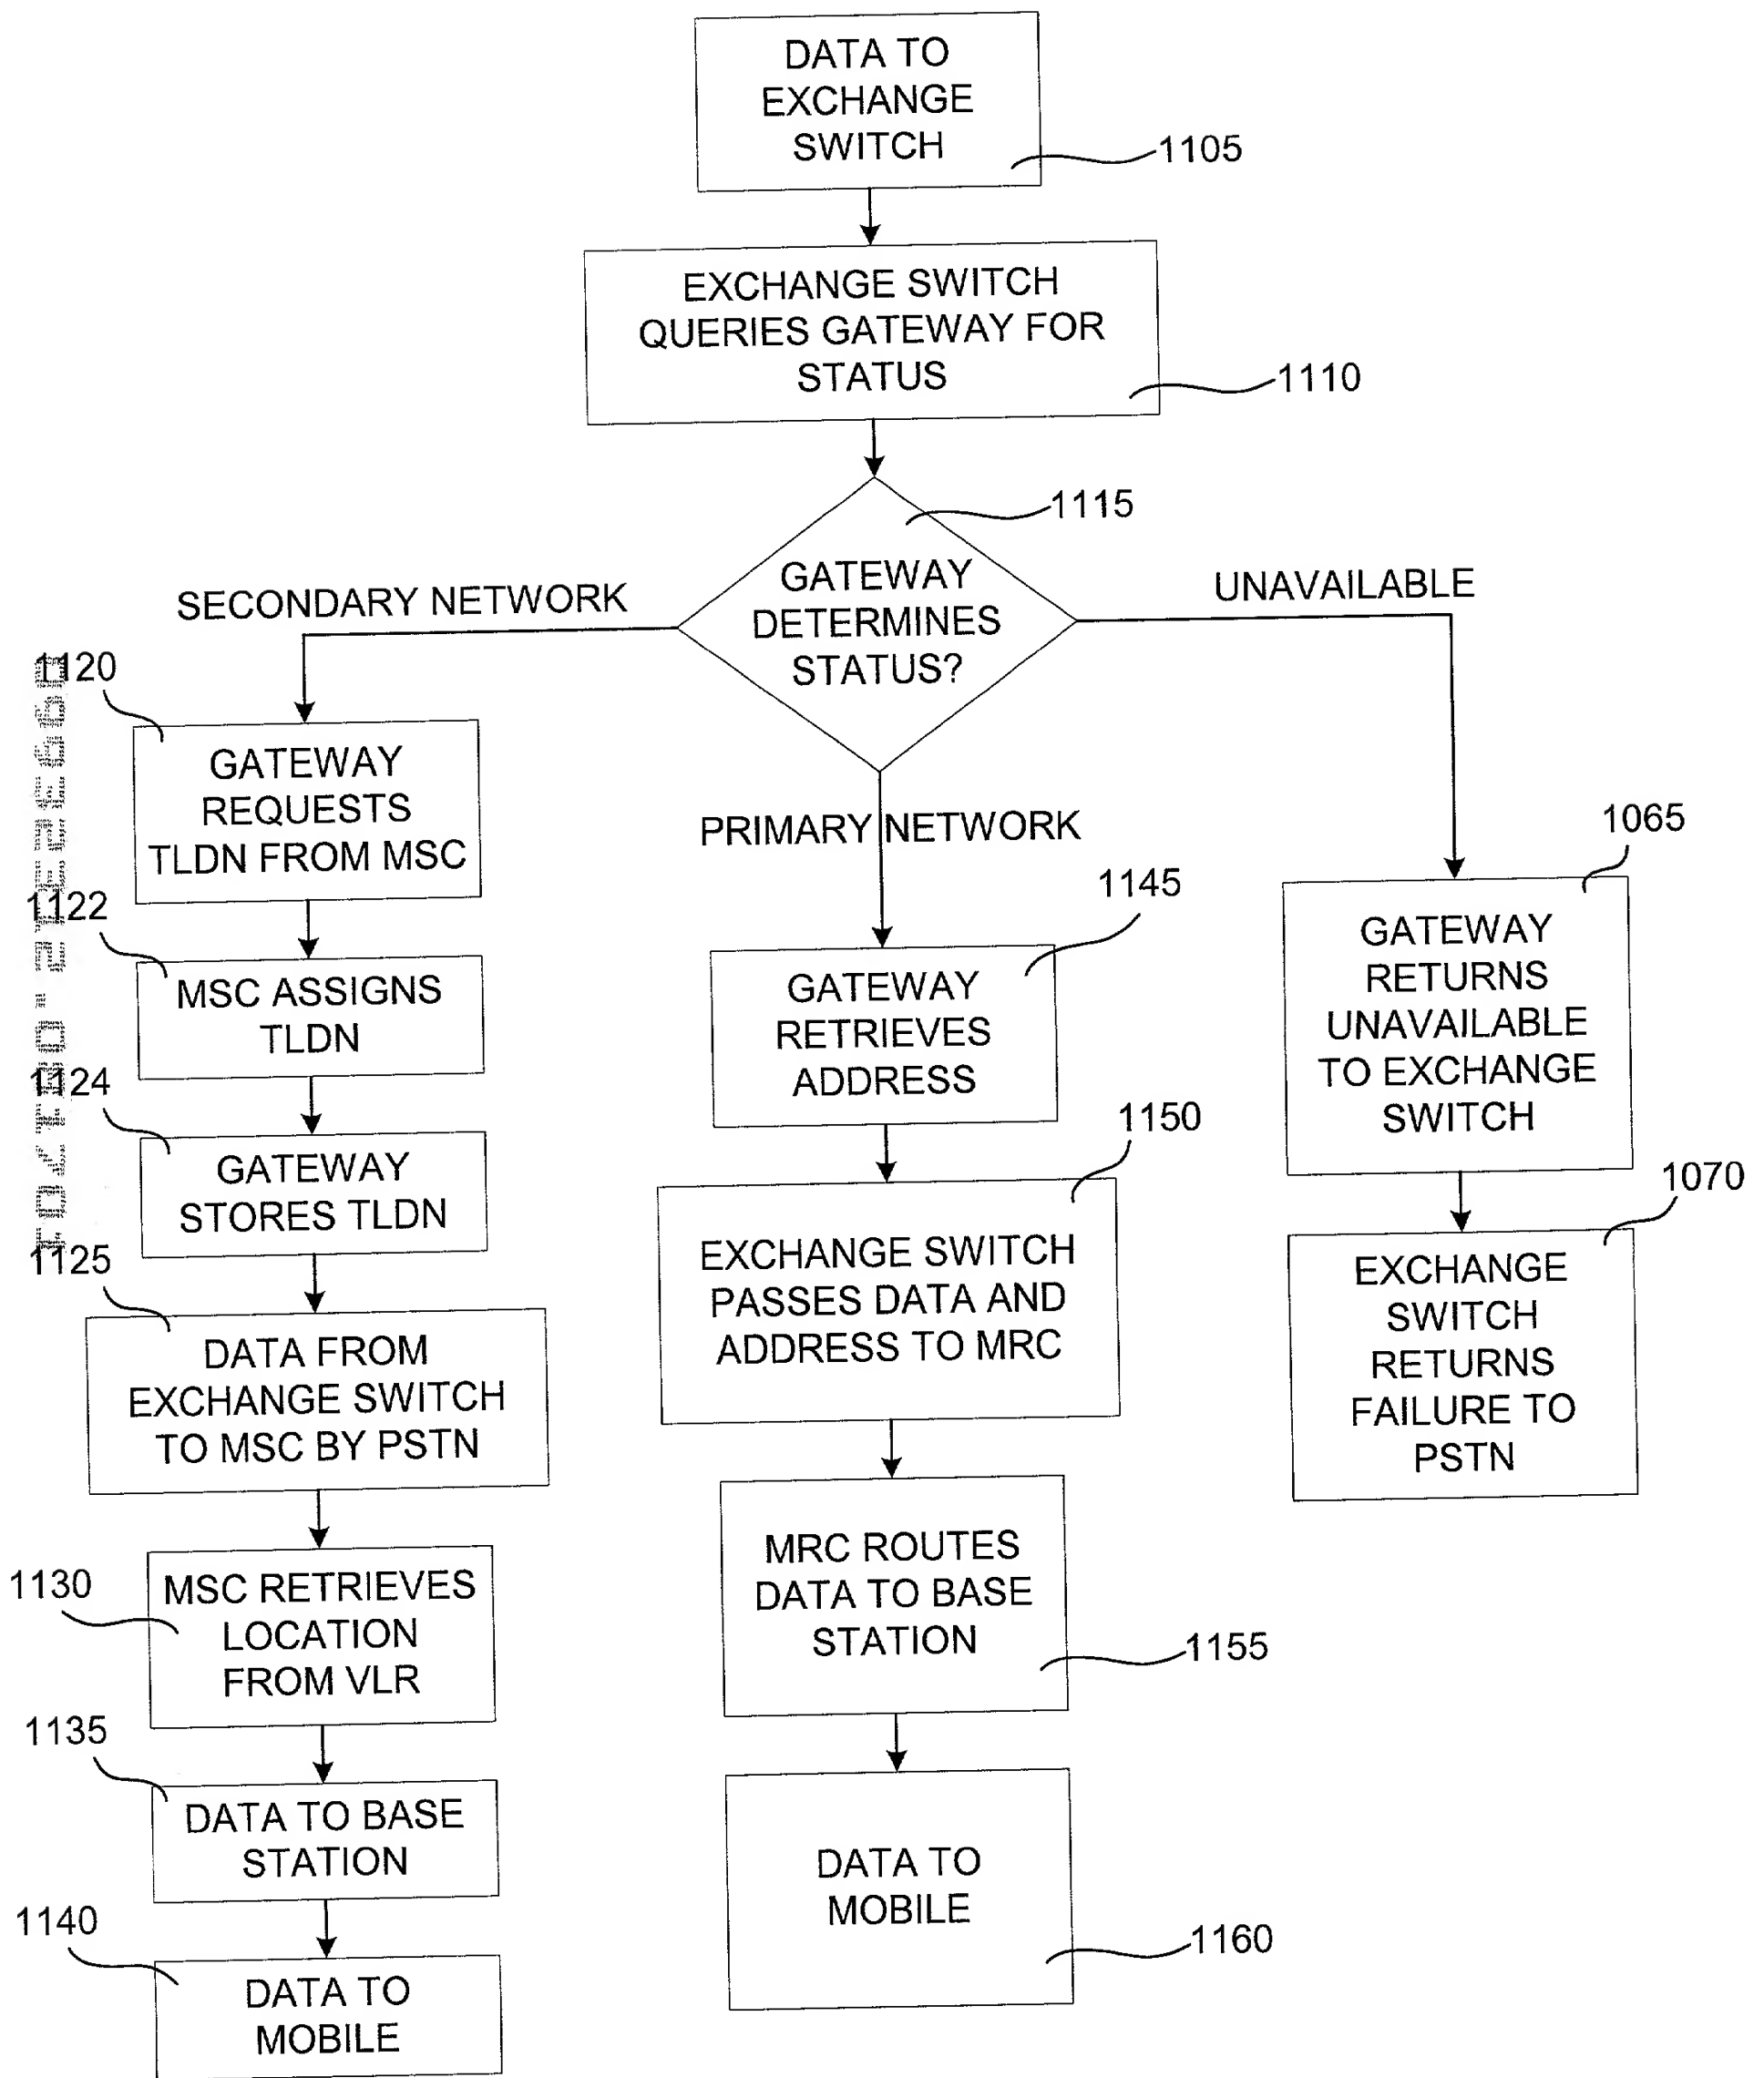 DATA TO
EXCHANGE
SWITCH
1105
EXCHANGE SWITCH
QUERIES GATEWAY FOR
STATUS
1110
1115
GATEWAY
DETERMINES
STATUS?
SECONDARY NETWORK
UNAVAILABLE
PRIMARY NETWORK
1120
GATEWAY
REQUESTS
TLDN FROM MSC
1122
MSC ASSIGNS
TLDN
1124
GATEWAY
STORES TLDN
1125
DATA FROM
EXCHANGE SWITCH
TO MSC BY PSTN
1130
MSC RETRIEVES
LOCATION
FROM VLR
1135
DATA TO BASE
STATION
1140
DATA TO
MOBILE
1145
GATEWAY
RETRIEVES
ADDRESS
1150
EXCHANGE SWITCH
PASSES DATA AND
ADDRESS TO MRC
MRC ROUTES
DATA TO BASE
STATION
1155
DATA TO
MOBILE
1160
1065
GATEWAY
RETURNS
UNAVAILABLE
TO EXCHANGE
SWITCH
1070
EXCHANGE
SWITCH
RETURNS
FAILURE TO
PSTN